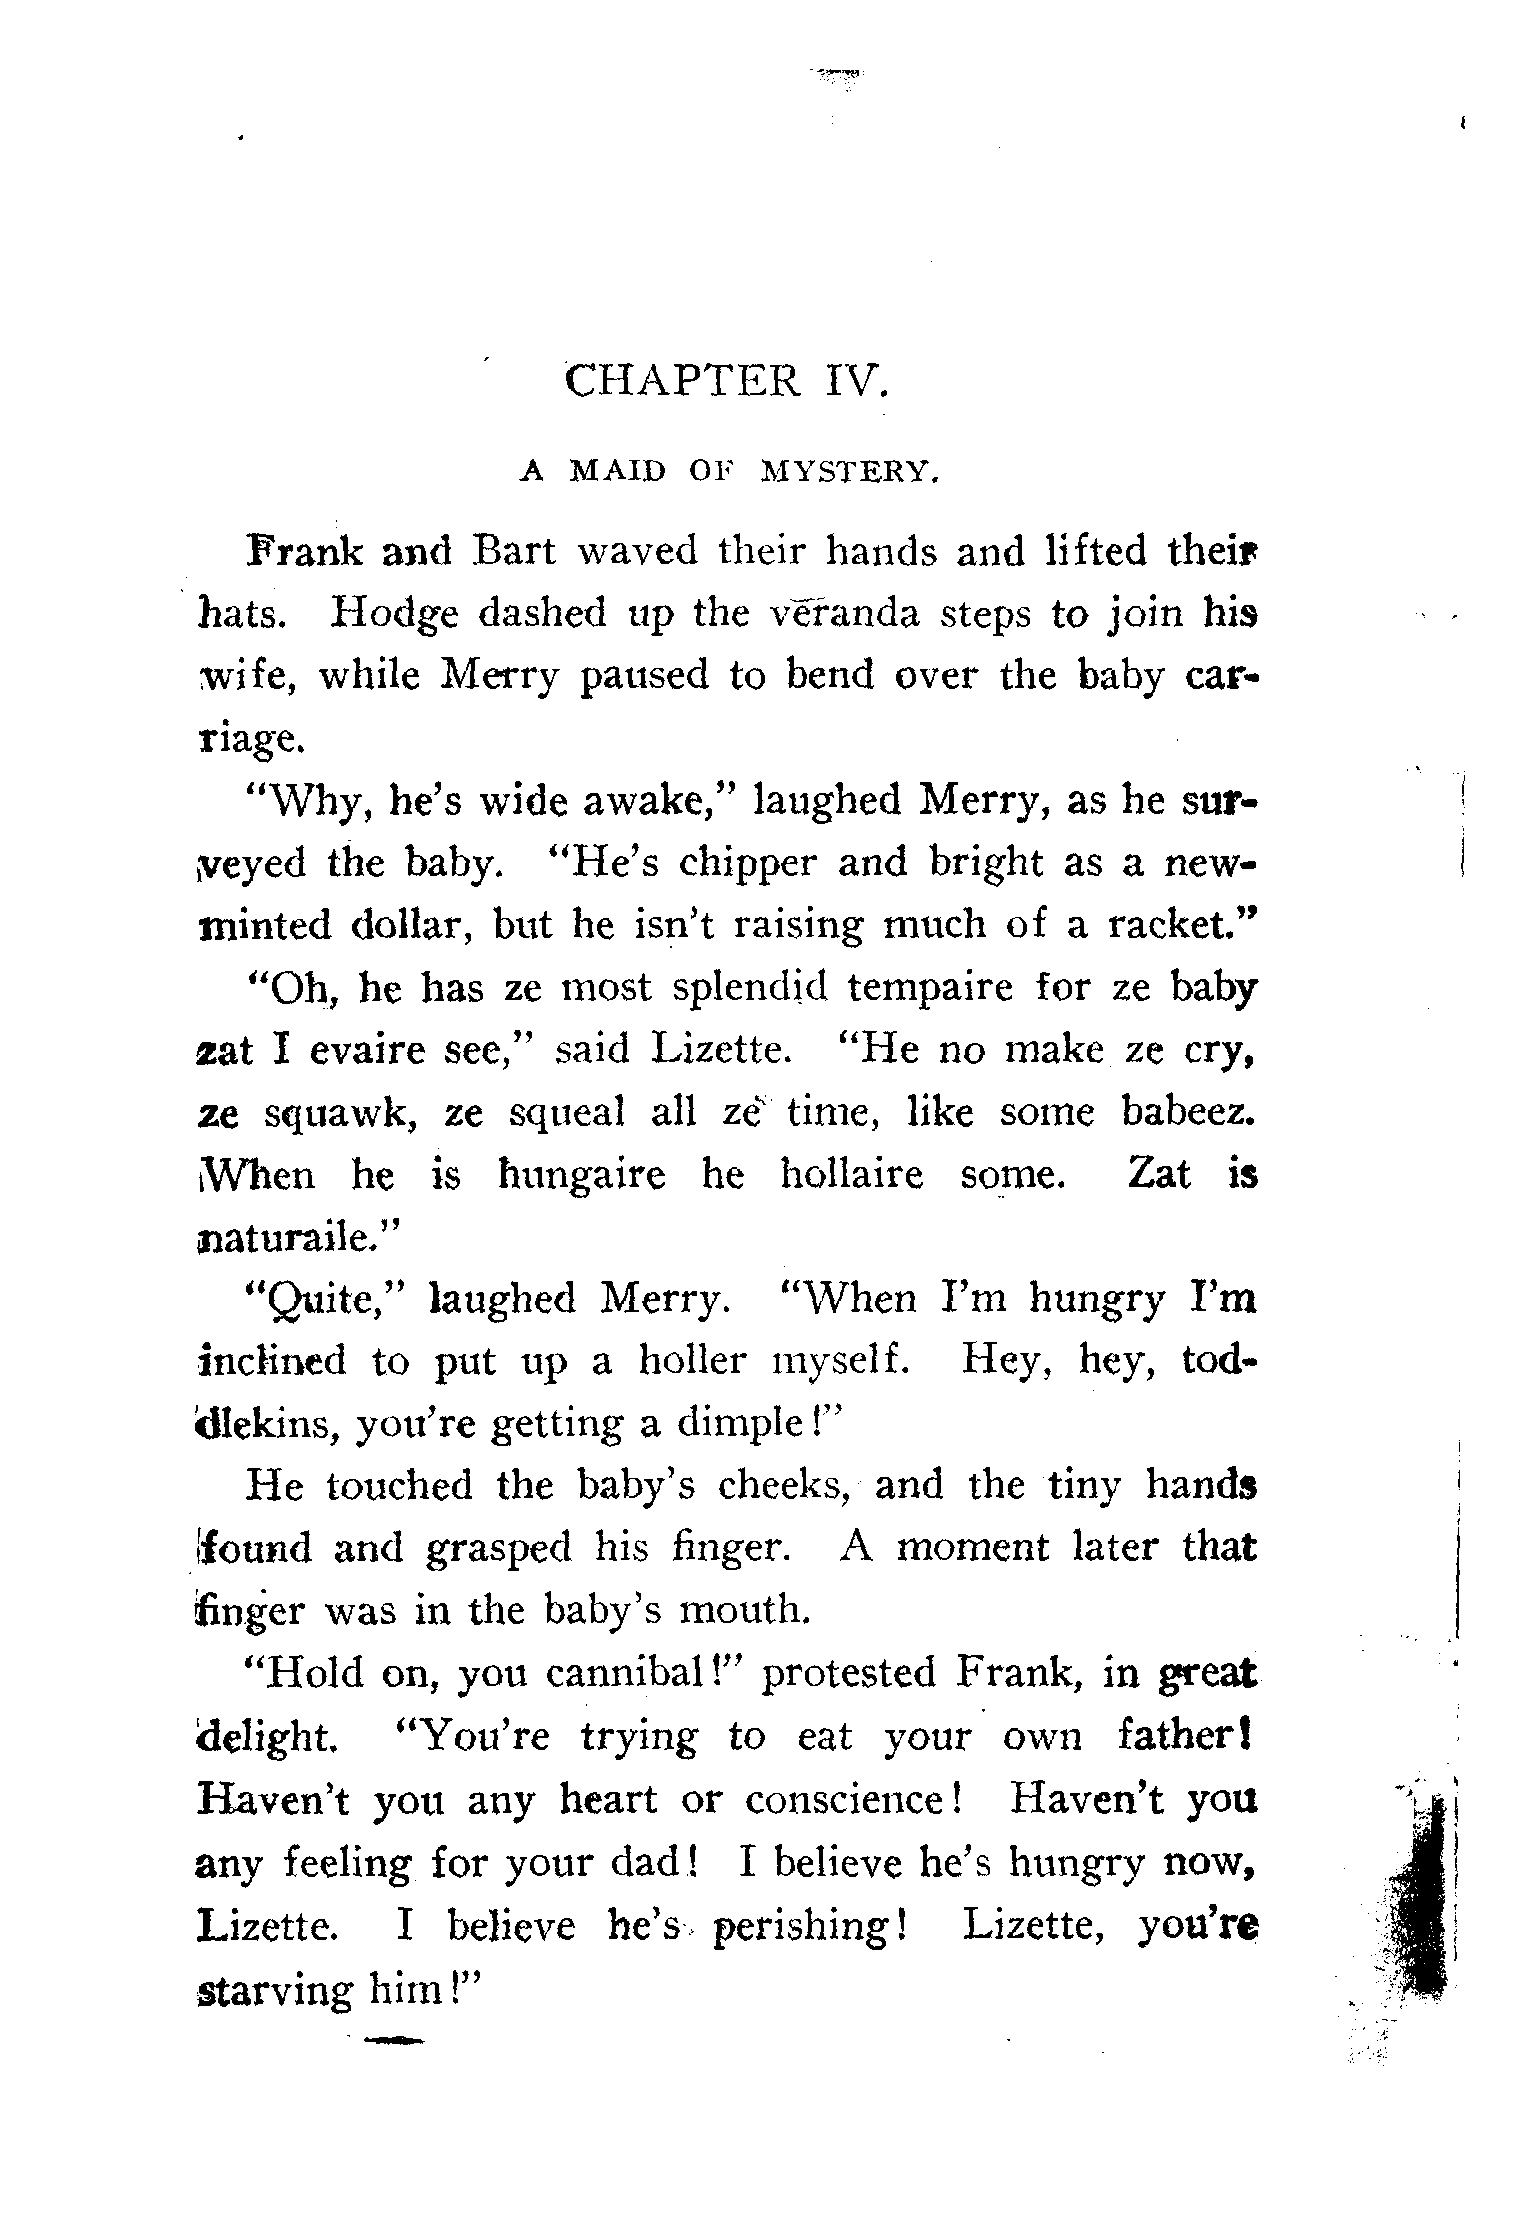 CHAPTER IV.
A MAID OF MYSTERY.
Frank and Bart waved their hands and lifted their
hats. Hodge dashed up the veranda steps to join his
wife, while Merry paused to bend over the baby car-
riage.
"Why, he's wide awake," laughed Merry, as he sur-
veyed the baby. "He's chipper and bright as a new-
minted dollar, but he isn't raising much of a racket."
"Oh, he has ze most splendid tempaire for ze baby
zat I evaire see," said Lizette. "He no make ze cry,
ze squawk, ze squeal all ze time, like some babeez.
When he is hungaire he hollaire some. Zat is
naturaile."
"Quite," laughed Merry. "When I'm hungry I'm
inclined to put up a holler myself. Hey, hey, tod-
dlekins, you're getting a dimple!"
He touched the baby's cheeks, and the tiny hands
found and grasped his finger. A moment later that
finger was in the baby's mouth.
"Hold on, you cannibal!" protested Frank, in great
delight. "You're trying to eat your own father!
Haven't you any heart or conscience! Haven't you
any feeling for your dad! I believe he's hungry now,
Lizette. I believe he's perishing! Lizette, you're
starving him!"